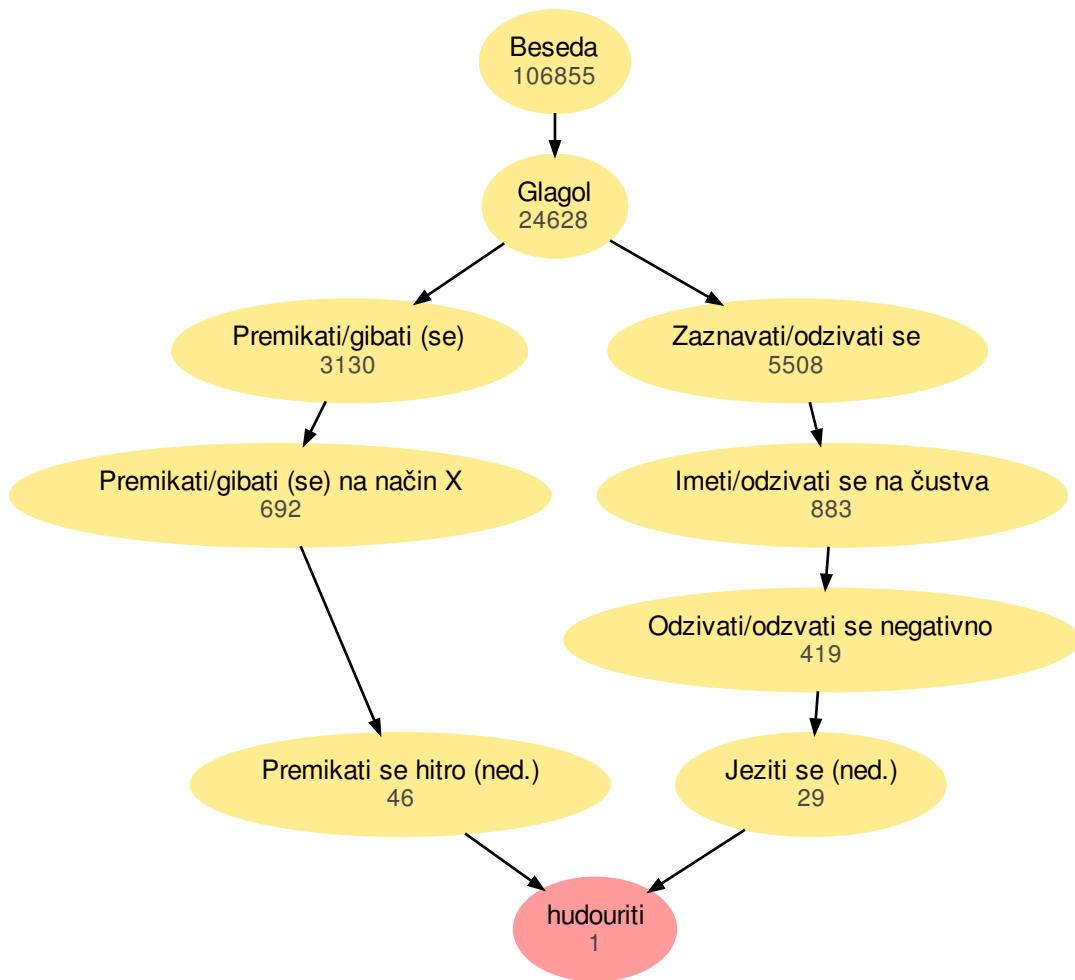 Beseda
106855
Glagol
24628
Premikati/gibati (se)
3130
Zaznavati/odzivati se
5508
Premikati/gibati (se) na način X
692
Imeti/odzivati se na čustva
883
Odzivati/odzvati se negativno
419
Premikati se hitro (ned.)
46
Jeziti se (ned.)
29
hudouriti
1